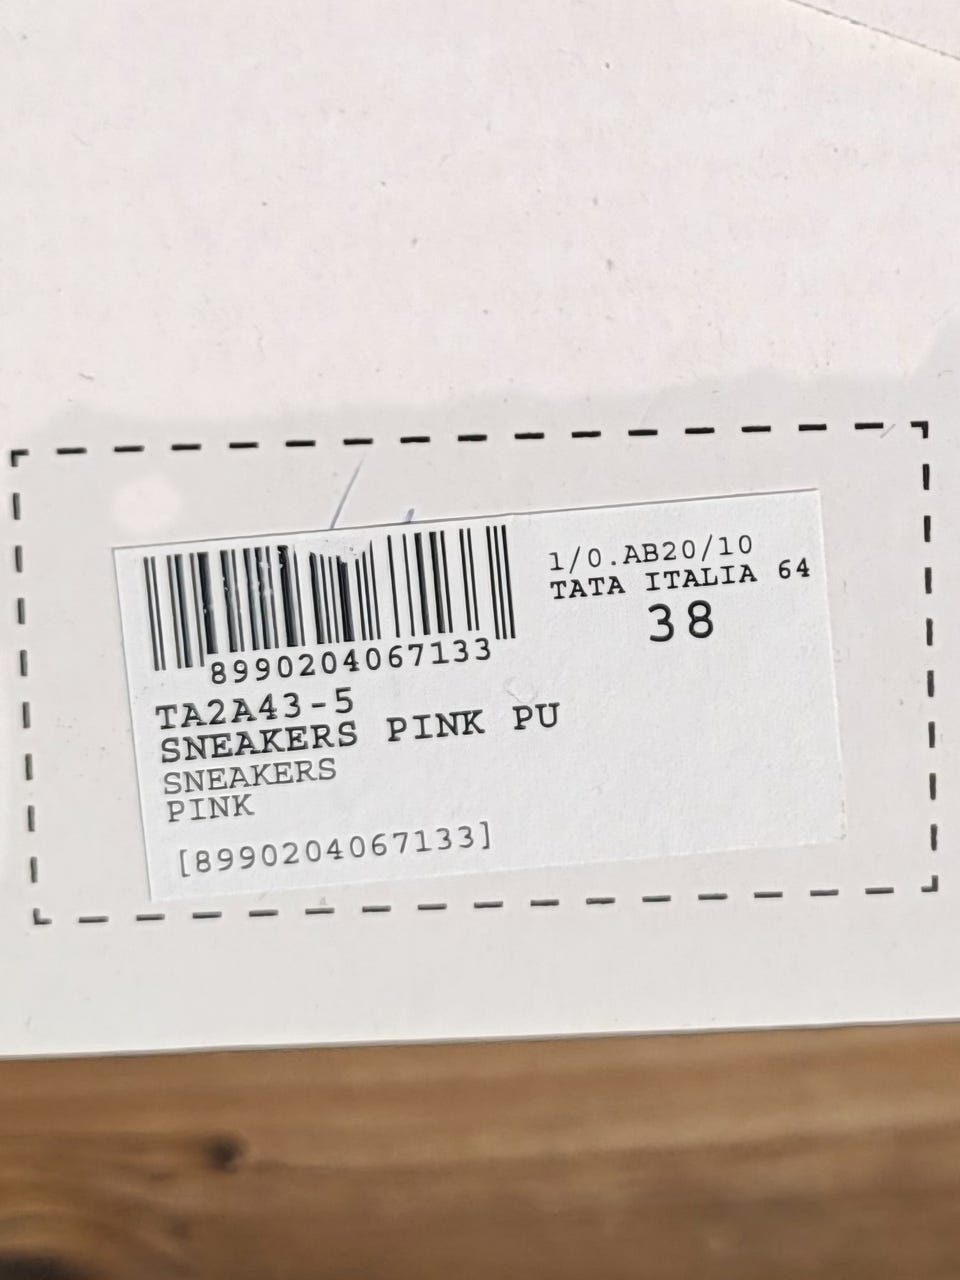 1/0.AB20/10
TATA ITALIA 64
38
8990204067133
TA2A43-5
SNEAKERS PINK PU
SNEAKERS
PINK
[8990204067133]